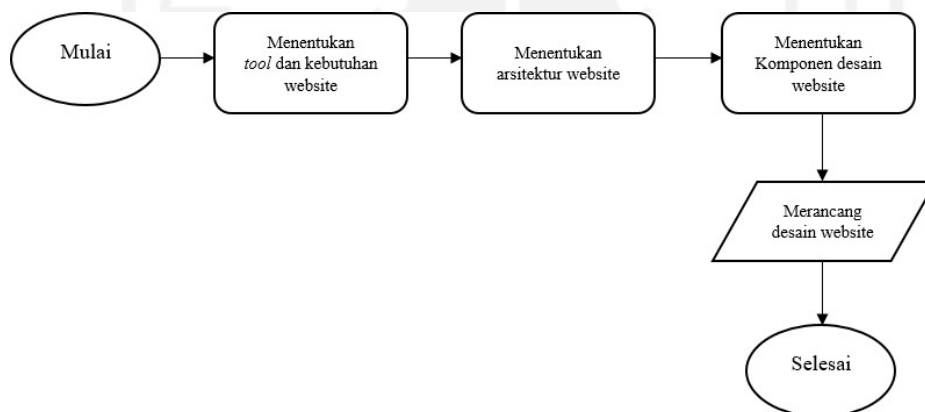 Mulai
Menentukan
tool dan kebutuhan
website
Menentukan
arsitektur website
Menentukan
Komponen desain
website
Merancang
desain website
Selesai